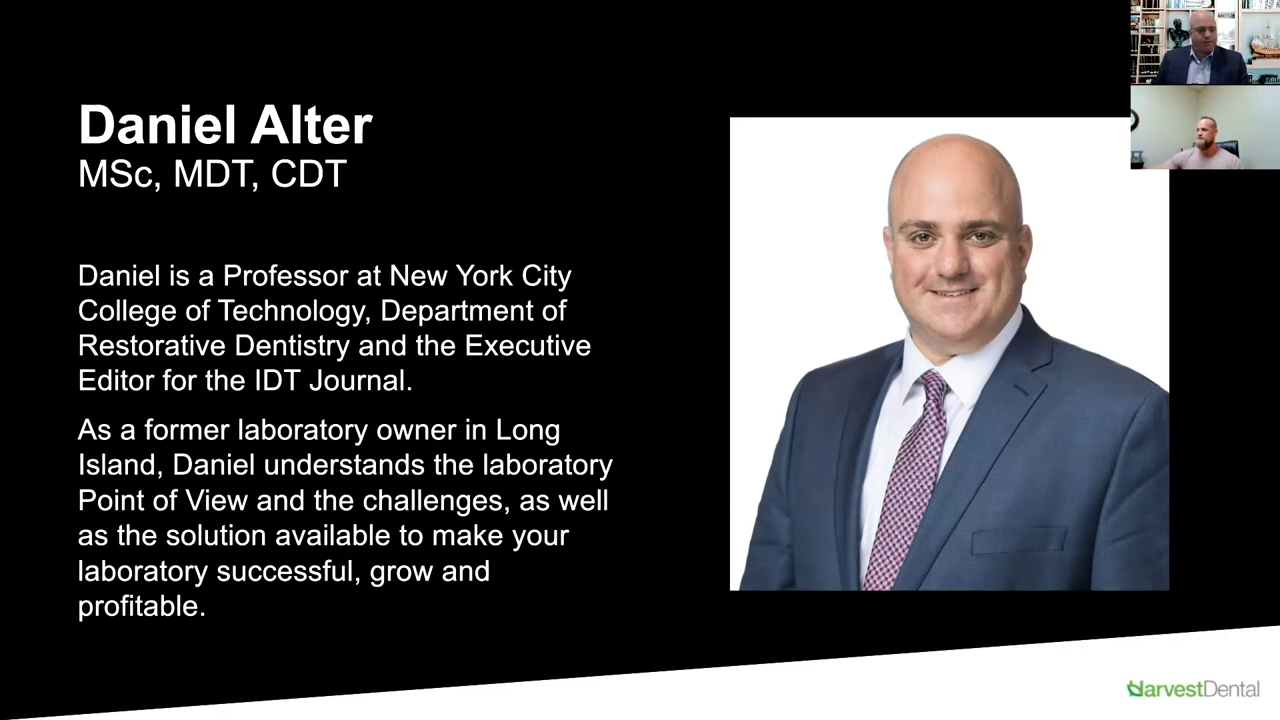 Daniel Alter
MSc, MDT, CDT
Daniel is a Professor at New York City
College of Technology, Department of
Restorative Dentistry and the Executive
Editor for the IDT Journal.
As a former laboratory owner in Long
Island, Daniel understands the laboratory
Point of View and the challenges, as well
as the solution available to make your
laboratory successful, grow and
profitable.
HarvestDental